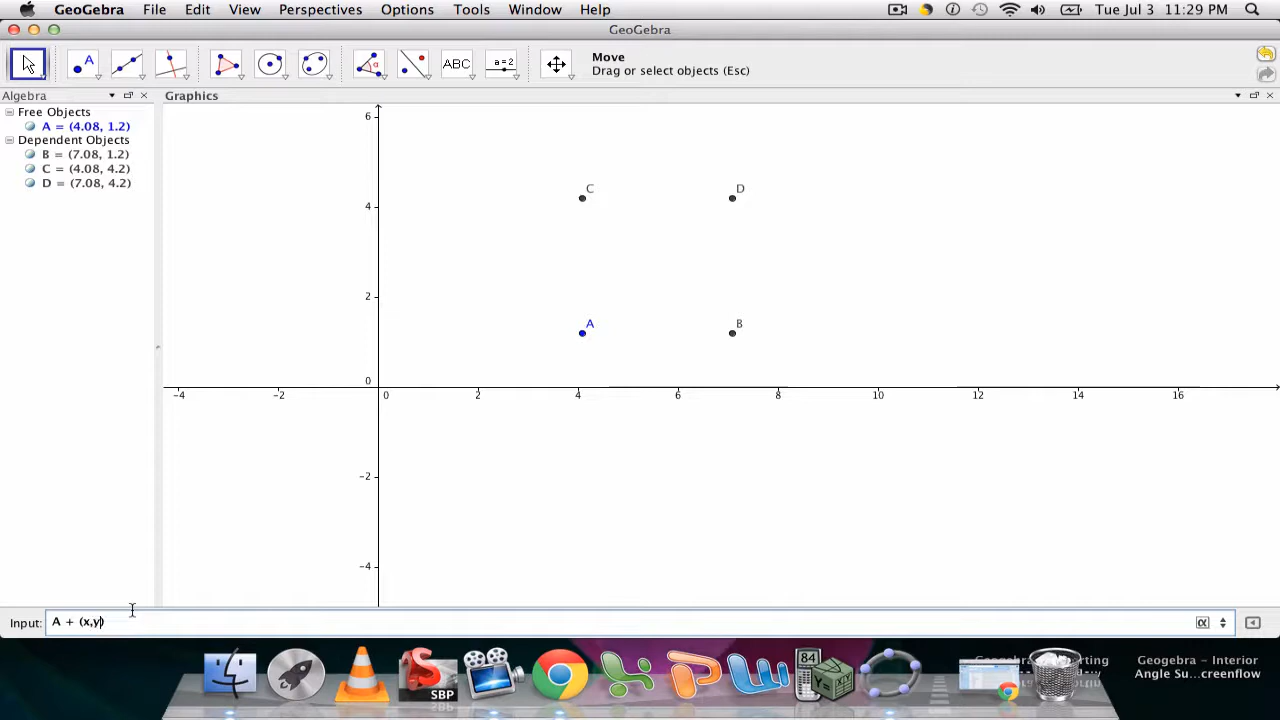 GeoGebra File Edit View Perspectives Options Tools Window Help Tue Jul 3 11:29 PM
GeoGebra
A ABC a=2 α
Move
Drag or select objects (Esc)
Algebra
Graphics
Free Objects
A = (4.08, 1.2)
Dependent Objects
B = (7.08, 1.2)
C = (4.08, 4.2)
D = (7.08, 4.2)
6
C D
4
2
A B
0
-4 -2 0 2 4 6 8 10 12 14 16
-2
-4
Input: A + (x,y) α
84
SBP
Geogebra - Interior
Angle Su...creenflow